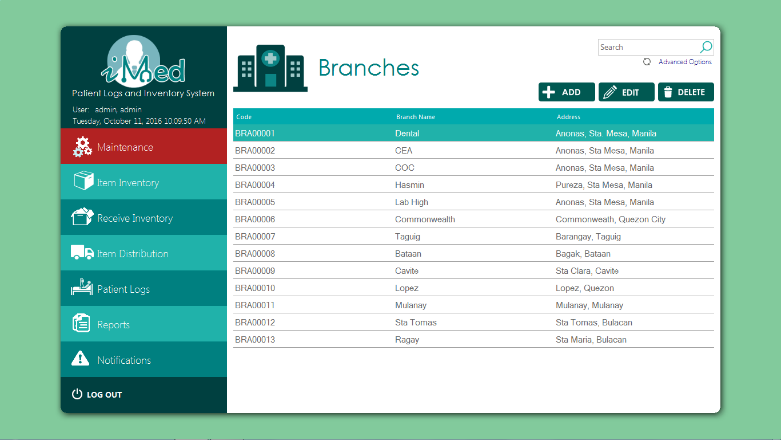 iMed
Patient Logs and Inventory System
User: admin, admin
Tuesday, October 11, 2016 10:09:50 AM
Maintenance
Item Inventory
Receive Inventory
Item Distribution
Patient Logs
Reports
Notifications
LOG OUT
Branches
Search
Advanced Options
ADD EDIT DELETE
Code Branch Name Address
BRA00001 Dental Anonas, Sta Mesa, Manila
BRA00002 CEA Anonas, Sta Mesa, Manila
BRA00003 COC Anonas, Sta Mesa, Manila
BRA00004 Hasmin Pureza, Sta Mesa, Manila
BRA00005 Lab High Anonas, Sta Mesa, Manila
BRA00006 Commonwealth Commonweath, Quezon City
BRA00007 Taguig Barangay, Taguig
BRA00008 Bataan Bagak, Bataan
BRA00009 Cavite Sta Clara, Cavite
BRA00010 Lopez Lopez, Quezon
BRA00011 Mulanay Mulanay, Mulanay
BRA00012 Sta Tomas Sta Tomas, Bulacan
BRA00013 Ragay Sta Maria, Bulacan